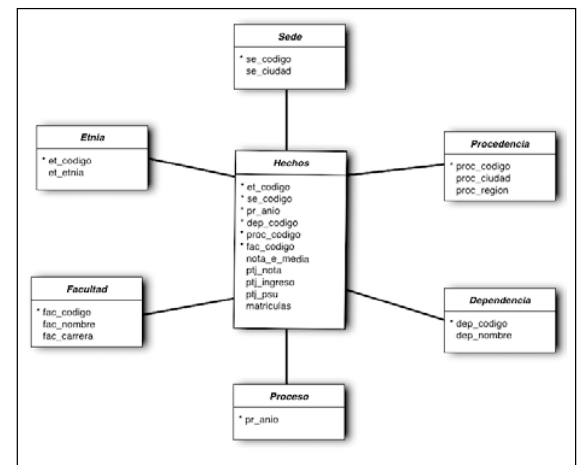 Sede
* se_codigo
se_ciudad
Etnia
* et_codigo
et_etnia
Procedencia
* proc_codigo
proc_ciudad
proc_region
Hechos
* et_codigo
* se_codigo
* pr_anio
* dep_codigo
* proc_codigo
* fac_codigo
nota_e_media
ptj_nota
ptj_ingreso
ptj_psu
matriculas
Facultad
* fac_codigo
fac_nombre
fac_carrera
Dependencia
* dep_codigo
dep_nombre
Proceso
* pr_anio